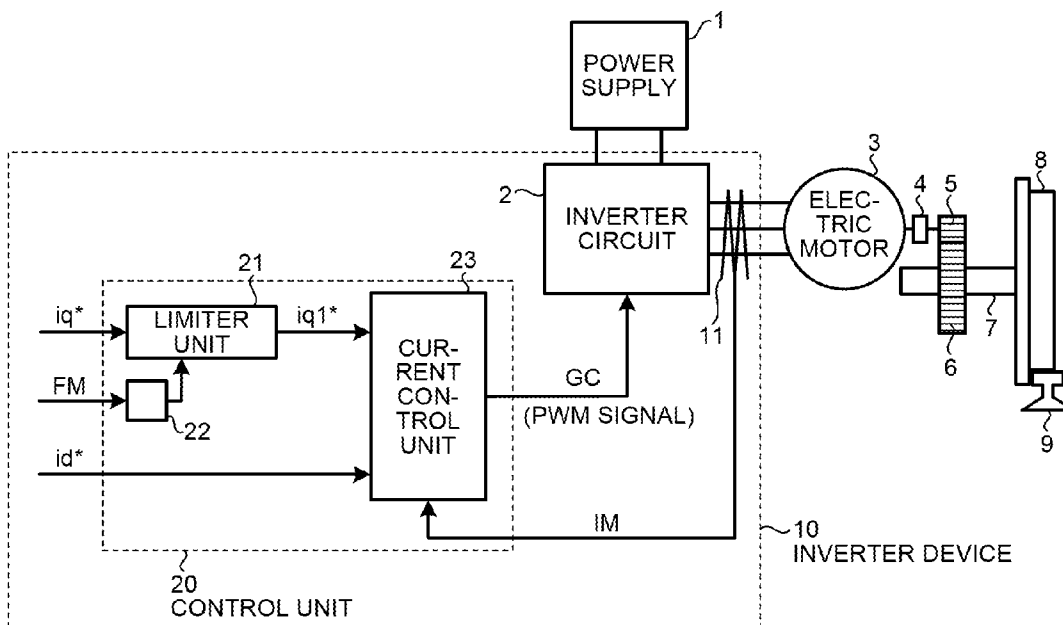 1
POWER
SUPPLY
2
INVERTER
CIRCUIT
3
ELEC-
TRIC
MOTOR
4
5
8
11
7
6
9
21
23
iq*
LIMITER
UNIT
iq1*
FM
22
id*
CUR-
RENT
CON-
TROL
UNIT
GC
(PWM SIGNAL)
IM
10
INVERTER DEVICE
20
CONTROL UNIT